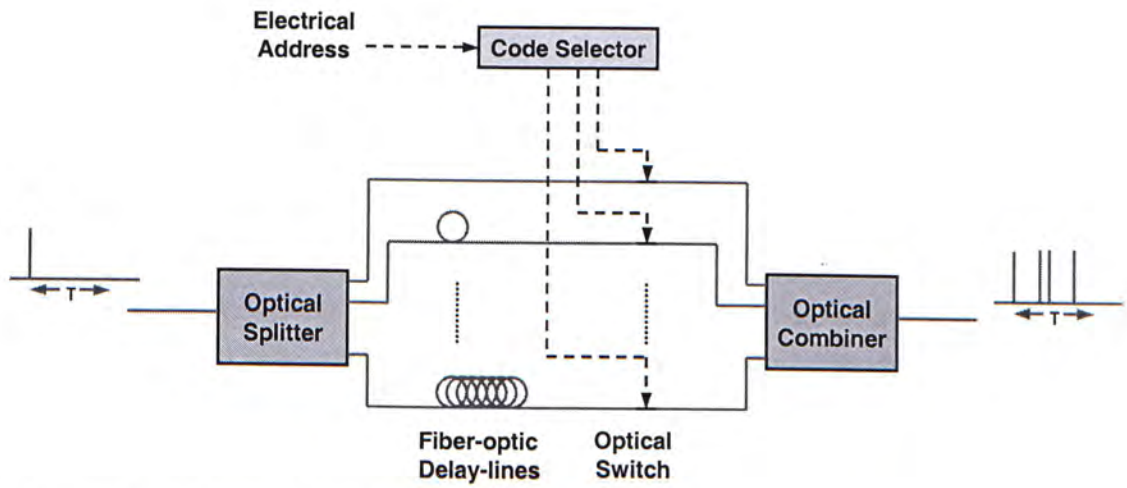 Electrical
Address
Code Selector
T
Optical
Splitter
Optical
Combiner
T
Fiber-optic
Delay-lines
Optical
Switch